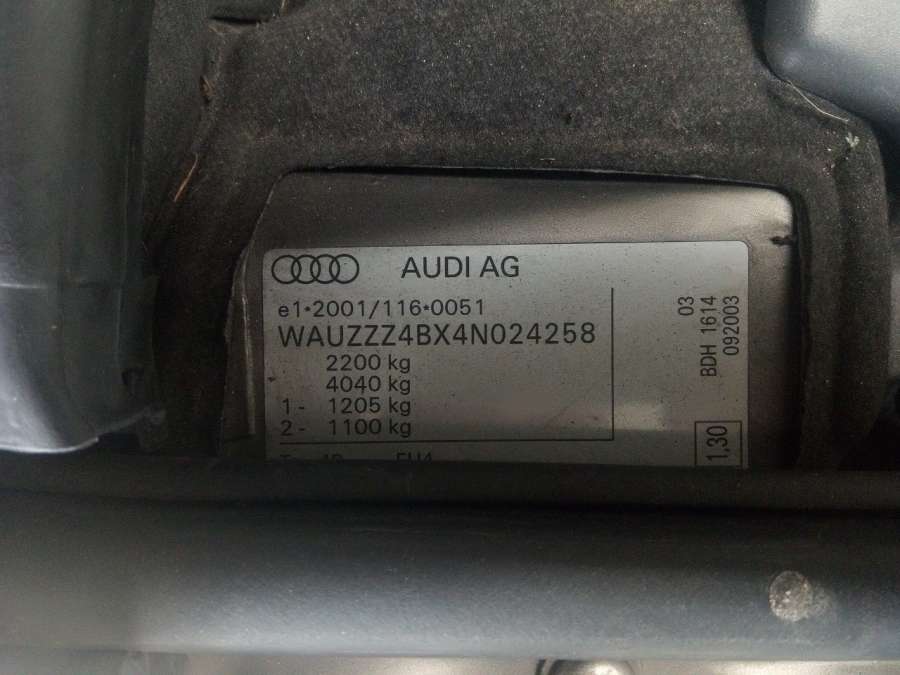 AUDI AG
e1*2001/116*0051
WAUZZZ4BX4N024258
2200 kg
4040 kg
1- 1205 kg
2- 1100 kg
03
BDH 1614
092003
1,30